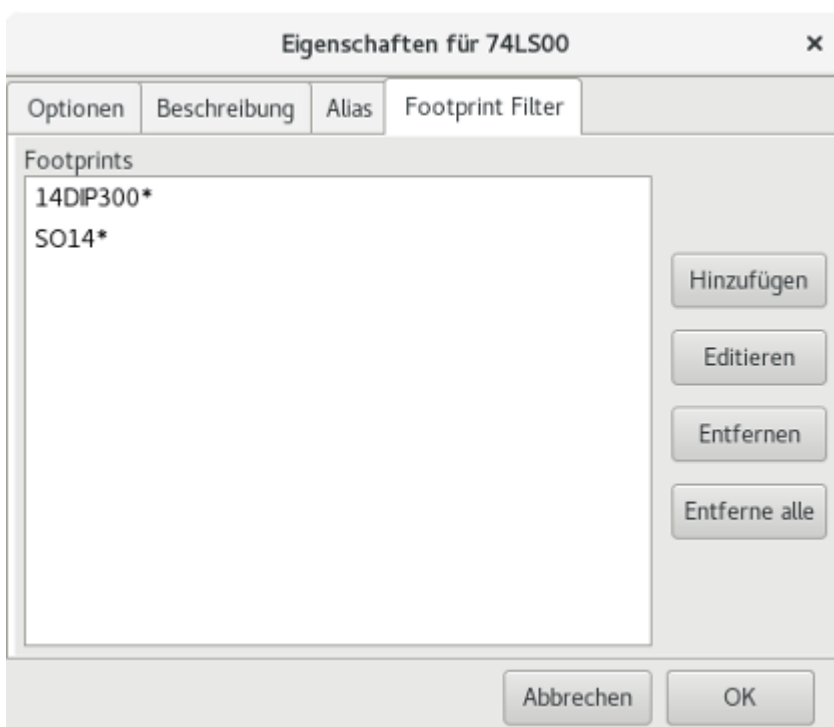 Eigenschaften für 74LS00
Optionen Beschreibung Alias Footprint Filter
Footprints
14DIP300*
SO14*
Hinzufügen
Editieren
Entfernen
Entferne alle
Abbrechen OK